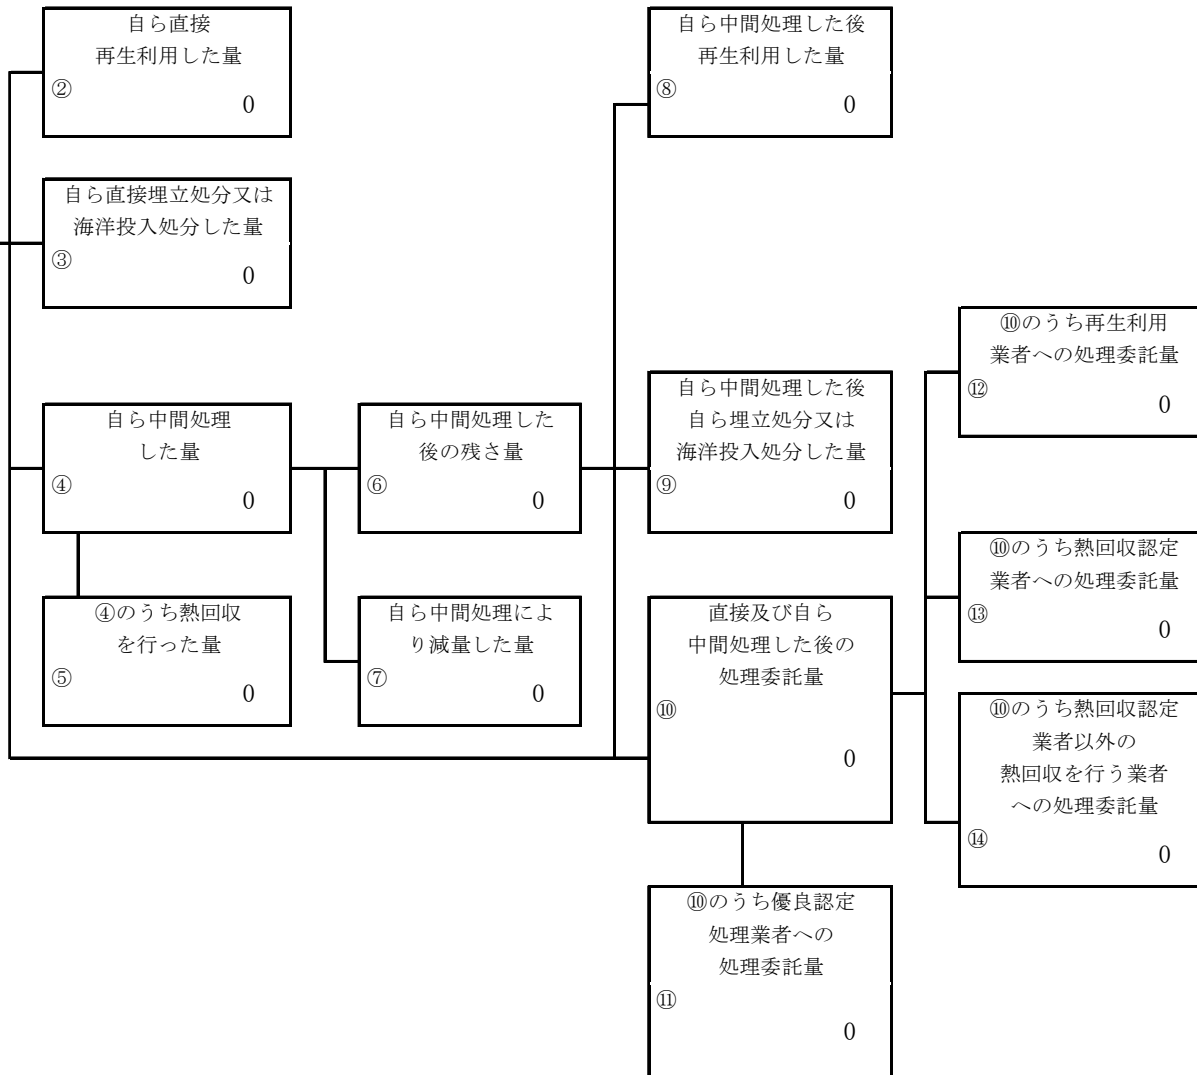 自ら直接
再生利用した量
②
0
自ら直接埋立処分又は
海洋投入処分した量
③
0
自ら中間処理
した量
④
0
④のうち熱回収
を行った量
⑤
0
自ら中間処理した
後の残さ量
⑥
0
自ら中間処理によ
り減量した量
⑦
0
自ら中間処理した後
再生利用した量
⑧
0
自ら中間処理した後
自ら埋立処分又は
海洋投入処分した量
⑨
0
直接及び自ら
中間処理した後の
処理委託量
⑩
0
⑩のうち優良認定
処理業者への
処理委託量
⑪
0
⑩のうち再生利用
業者への処理委託量
⑫
0
⑩のうち熱回収認定
業者への処理委託量
⑬
0
⑩のうち熱回収認定
業者以外の
熱回収を行う業者
への処理委託量
⑭
0